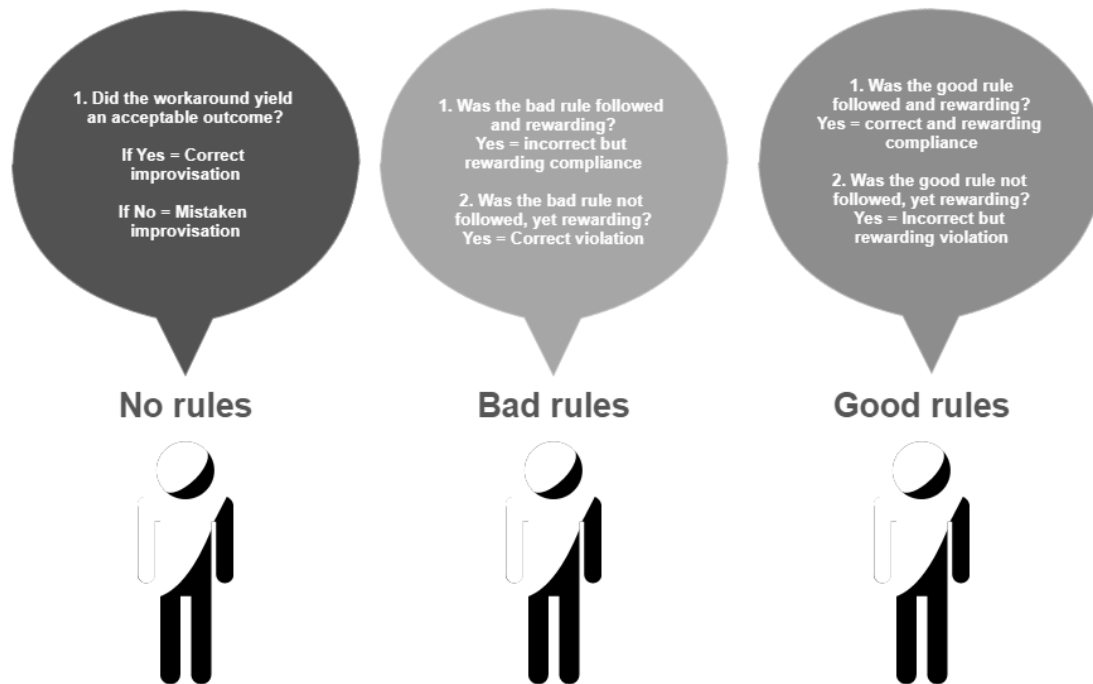 1. Did the workaround yield
an acceptable outcome?
If Yes = Correct
improvisation
If No = Mistaken
improvisation
No rules
1. Was the bad rule followed
and rewarding?
Yes = incorrect but
rewarding compliance
2. Was the bad rule not
followed, yet rewarding?
Yes = Correct violation
Bad rules
1. Was the good rule
followed and rewarding?
Yes = correct and rewarding
compliance
2. Was the good rule not
followed, yet rewarding?
Yes = Incorrect but
rewarding violation
Good rules